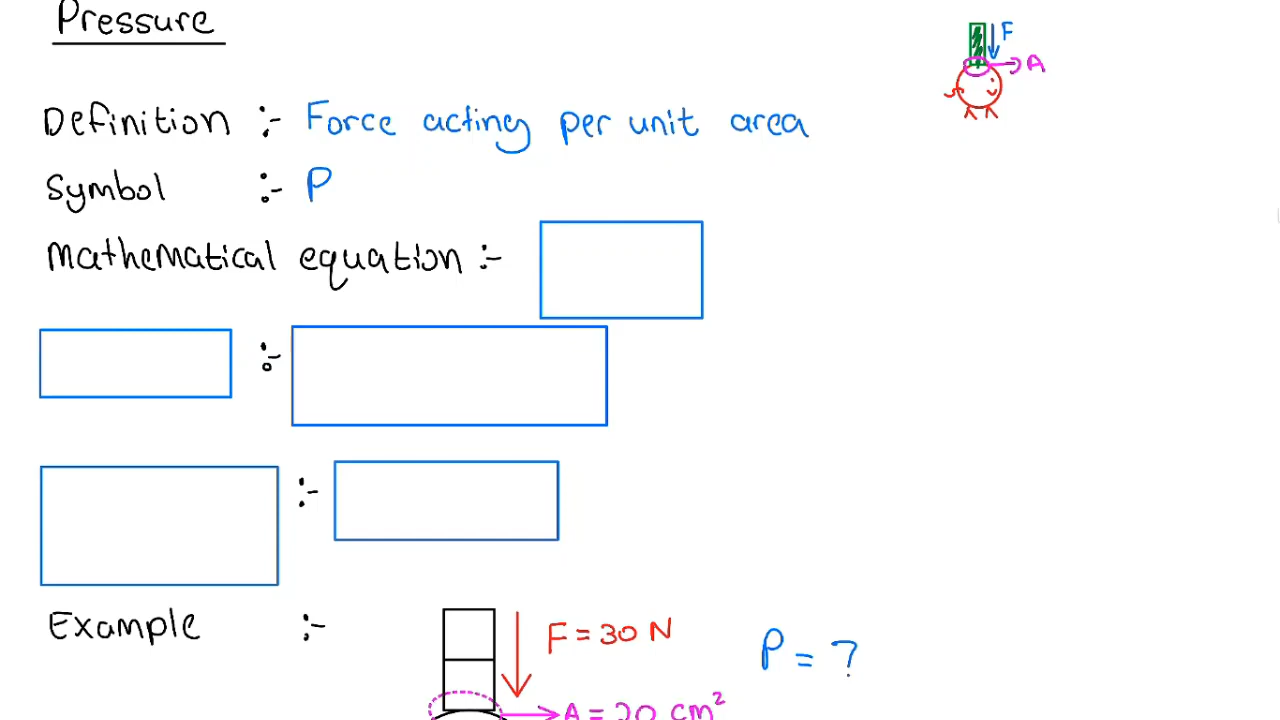 Pressure
F
A
Definition :- Force acting per unit area
Symbol :- P
Mathematical equation :-
:-
:-
Example :-
F = 30 N
P = ?
A = 20 cm²